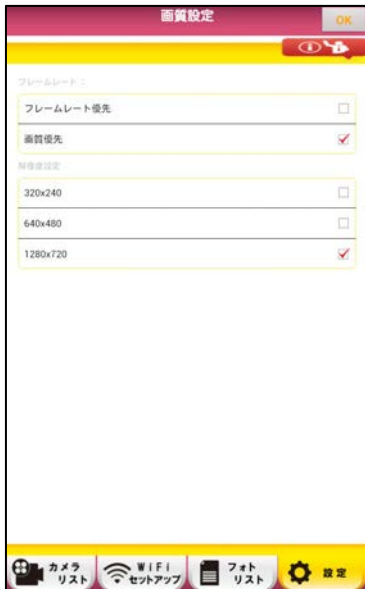 画質設定
OK
フレームレート：
フレームレート優先
画質優先
解像度設定
320x240
640x480
1280x720
カメラ
リスト
WiFi
セットアップ
フォト
リスト
設定